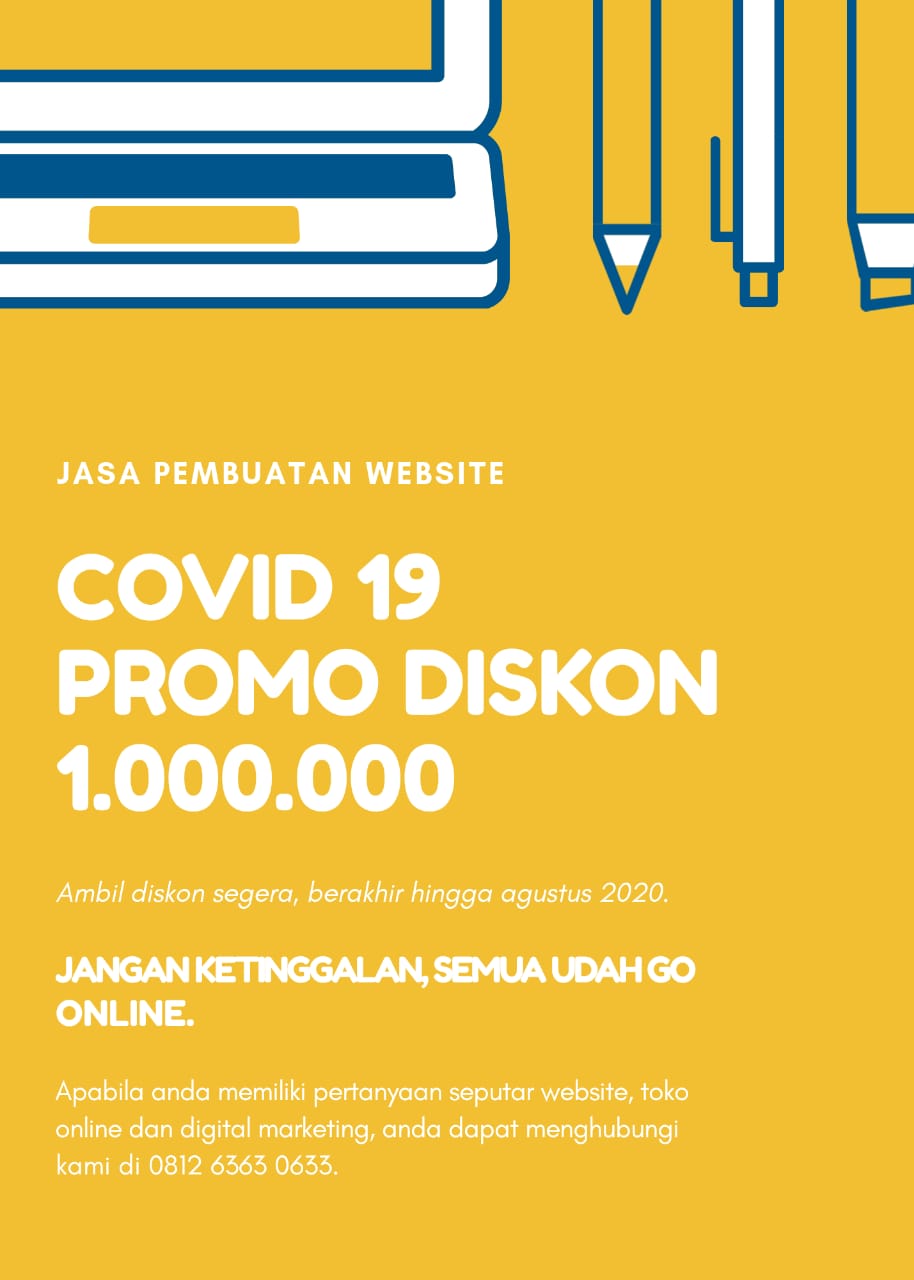 JASA PEMBUATAN WEBSITE
COVID 19
PROMO DISKON
1.000.000
Ambil diskon segera, berakhir hingga agustus 2020.
JANGAN KETINGGALAN, SEMUA UDAH GO
ONLINE.
Apabila anda memiliki pertanyaan seputar website, toko
online dan digital marketing, anda dapat menghubungi
kami di 0812 6363 0633.